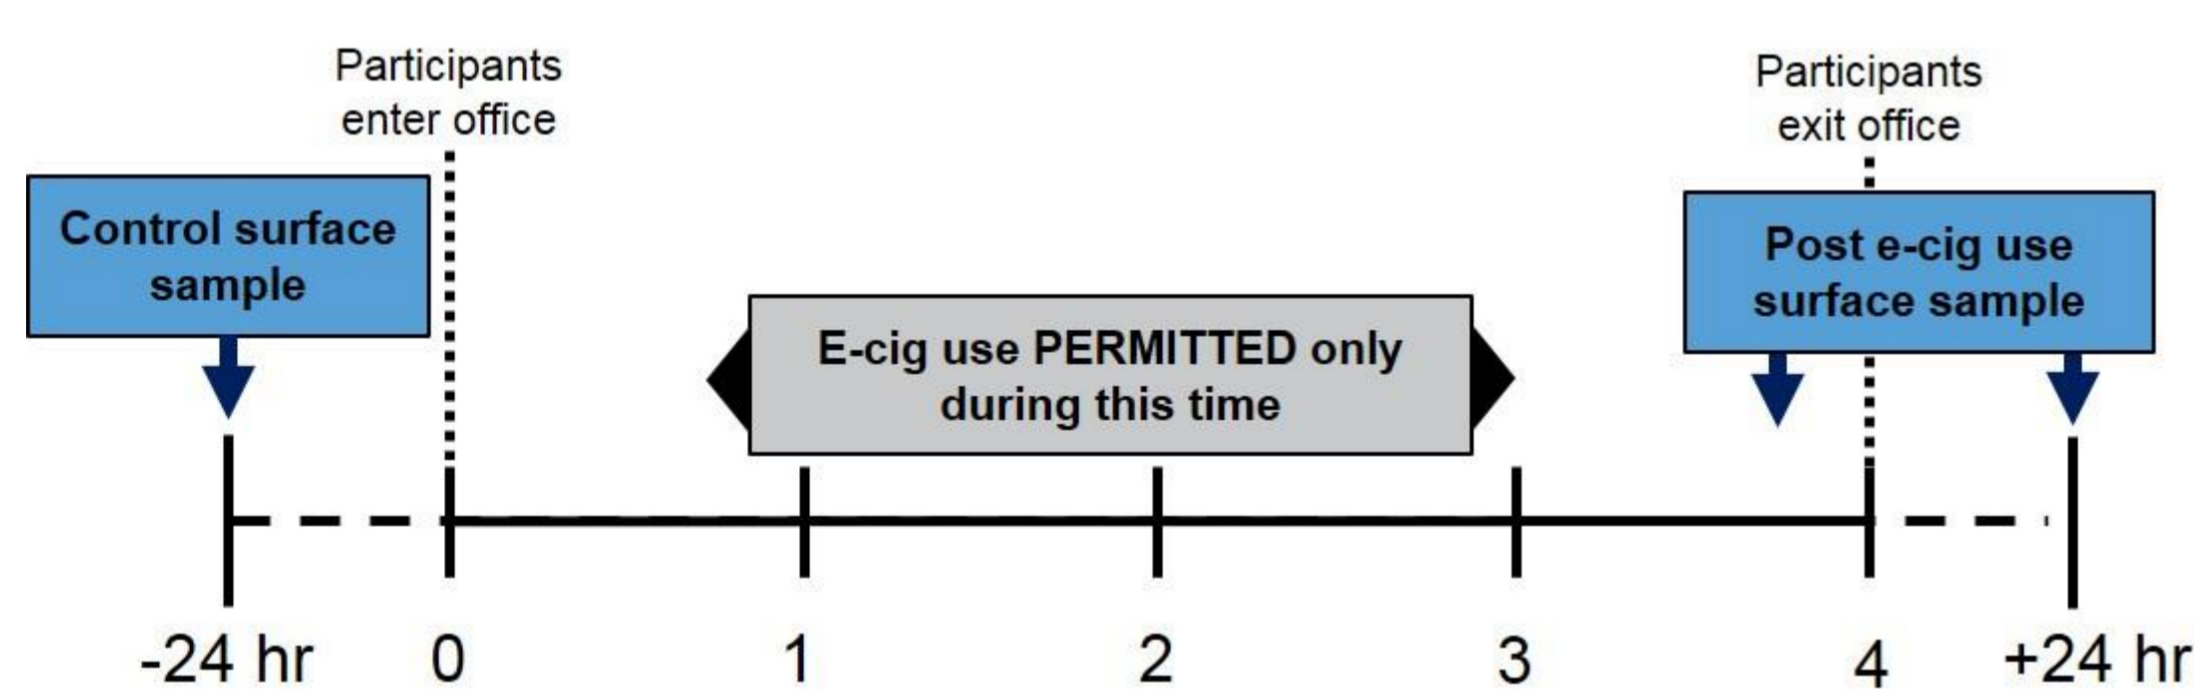 Participants
enter office
Participants
exit office
Control surface
sample
Post e-cig use
surface sample
E-cig use PERMITTED only
during this time
-24 hr
0
1
2
3
4
+24 hr